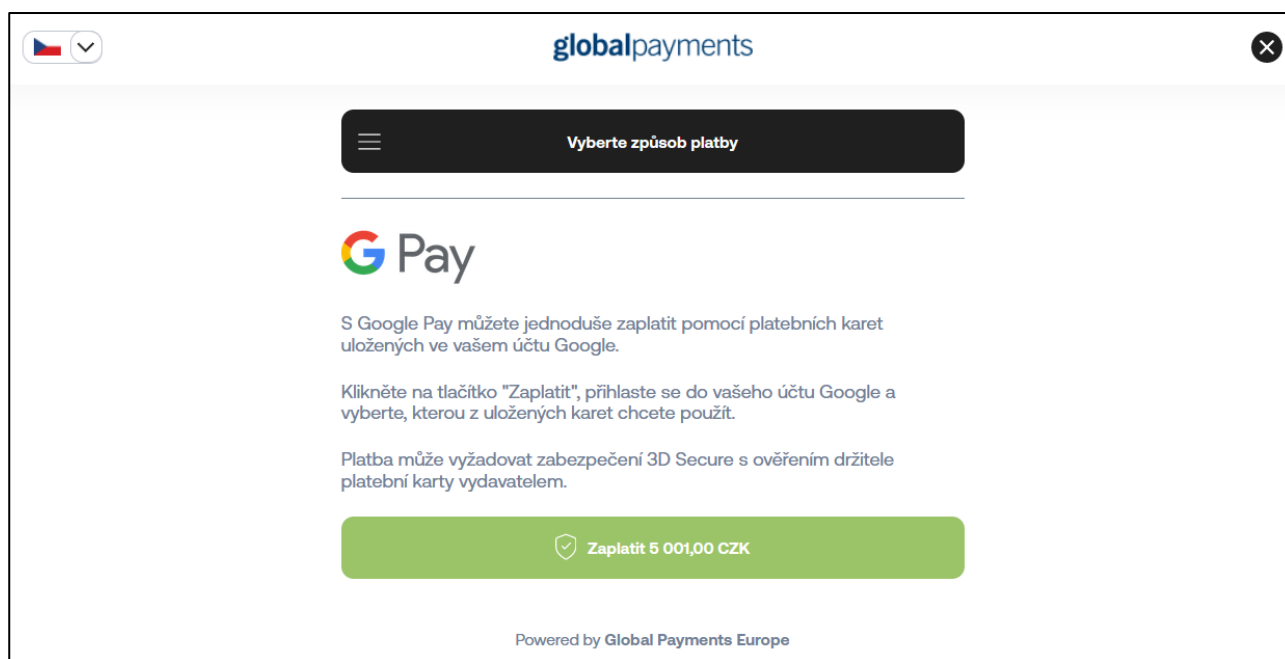 globalpayments
Vyberte způsob platby
G Pay
S Google Pay můžete jednoduše zaplatit pomocí platebních karet
uložených ve vašem účtu Google.
Klikněte na tlačítko "Zaplatit", přihlaste se do vašeho účtu Google a
vyberte, kterou z uložených karet chcete použít.
Platba může vyžadovat zabezpečení 3D Secure s ověřením držitele
platební karty vydavatelem.
Zaplatit 5 001,00 CZK
Powered by Global Payments Europe